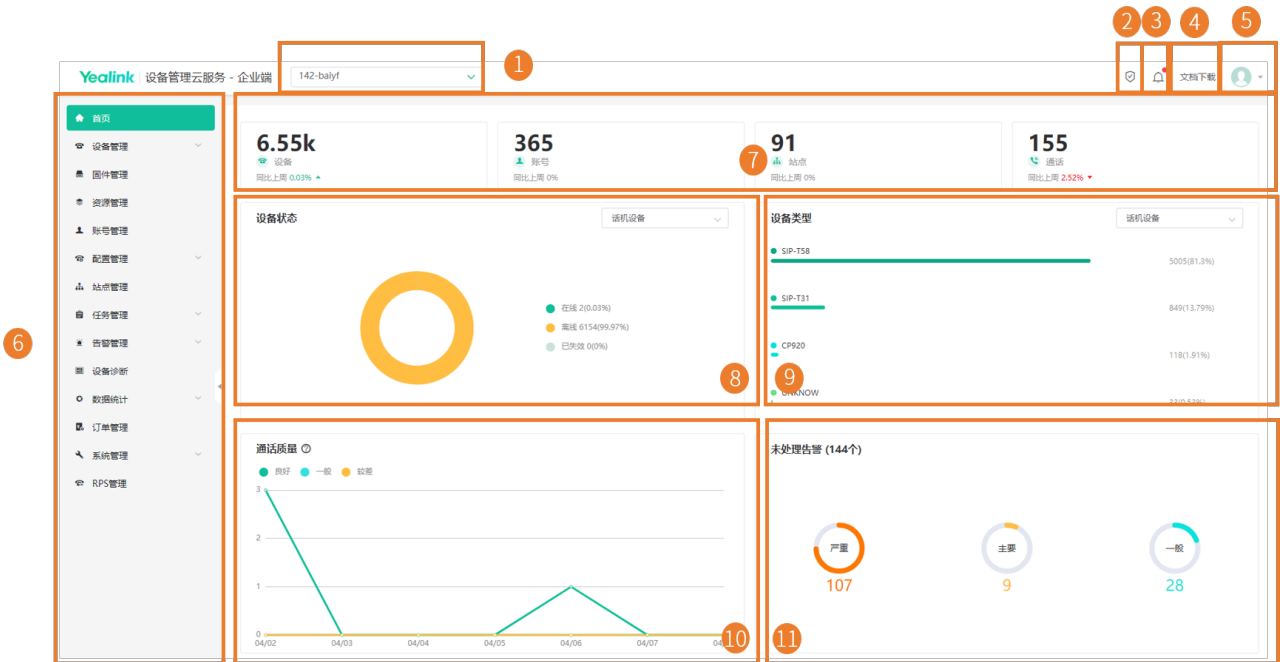 2 3 4 5
1
Yealink 设备管理云服务 - 企业端 142-baiyf 文档下载
首页
设备管理
固件管理
资源管理
账号管理
配置管理
站点管理
任务管理
告警管理
设备诊断
数据统计
订单管理
系统管理
RPS管理
6
6.55k
设备
同比上周 0.03%
365
账号
同比上周 0%
7
91
站点
同比上周 0%
155
通话
同比上周 2.52%
设备状态
话机设备
在线 2(0.03%)
离线 6154(99.97%)
已失效 0(0%)
8
设备类型
话机设备
SIP-T58
5005(81.3%)
SIP-T31
849(13.79%)
CP920
118(1.91%)
9
UNKNOW
33(0.53%)
通话质量
良好 一般 较差
3
2
1
0
04/02 04/03 04/04 04/05 04/06 04/07 04/
10
未处理告警 (144个)
严重
107
主要
9
一般
28
11